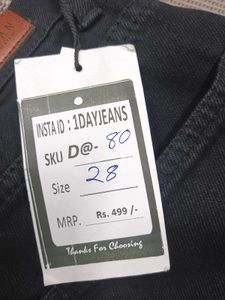 INSTA ID : 1DAYJEANS
SKU D@- 80
Size 28
MRP. Rs. 499 /-
Thanks For Choosing